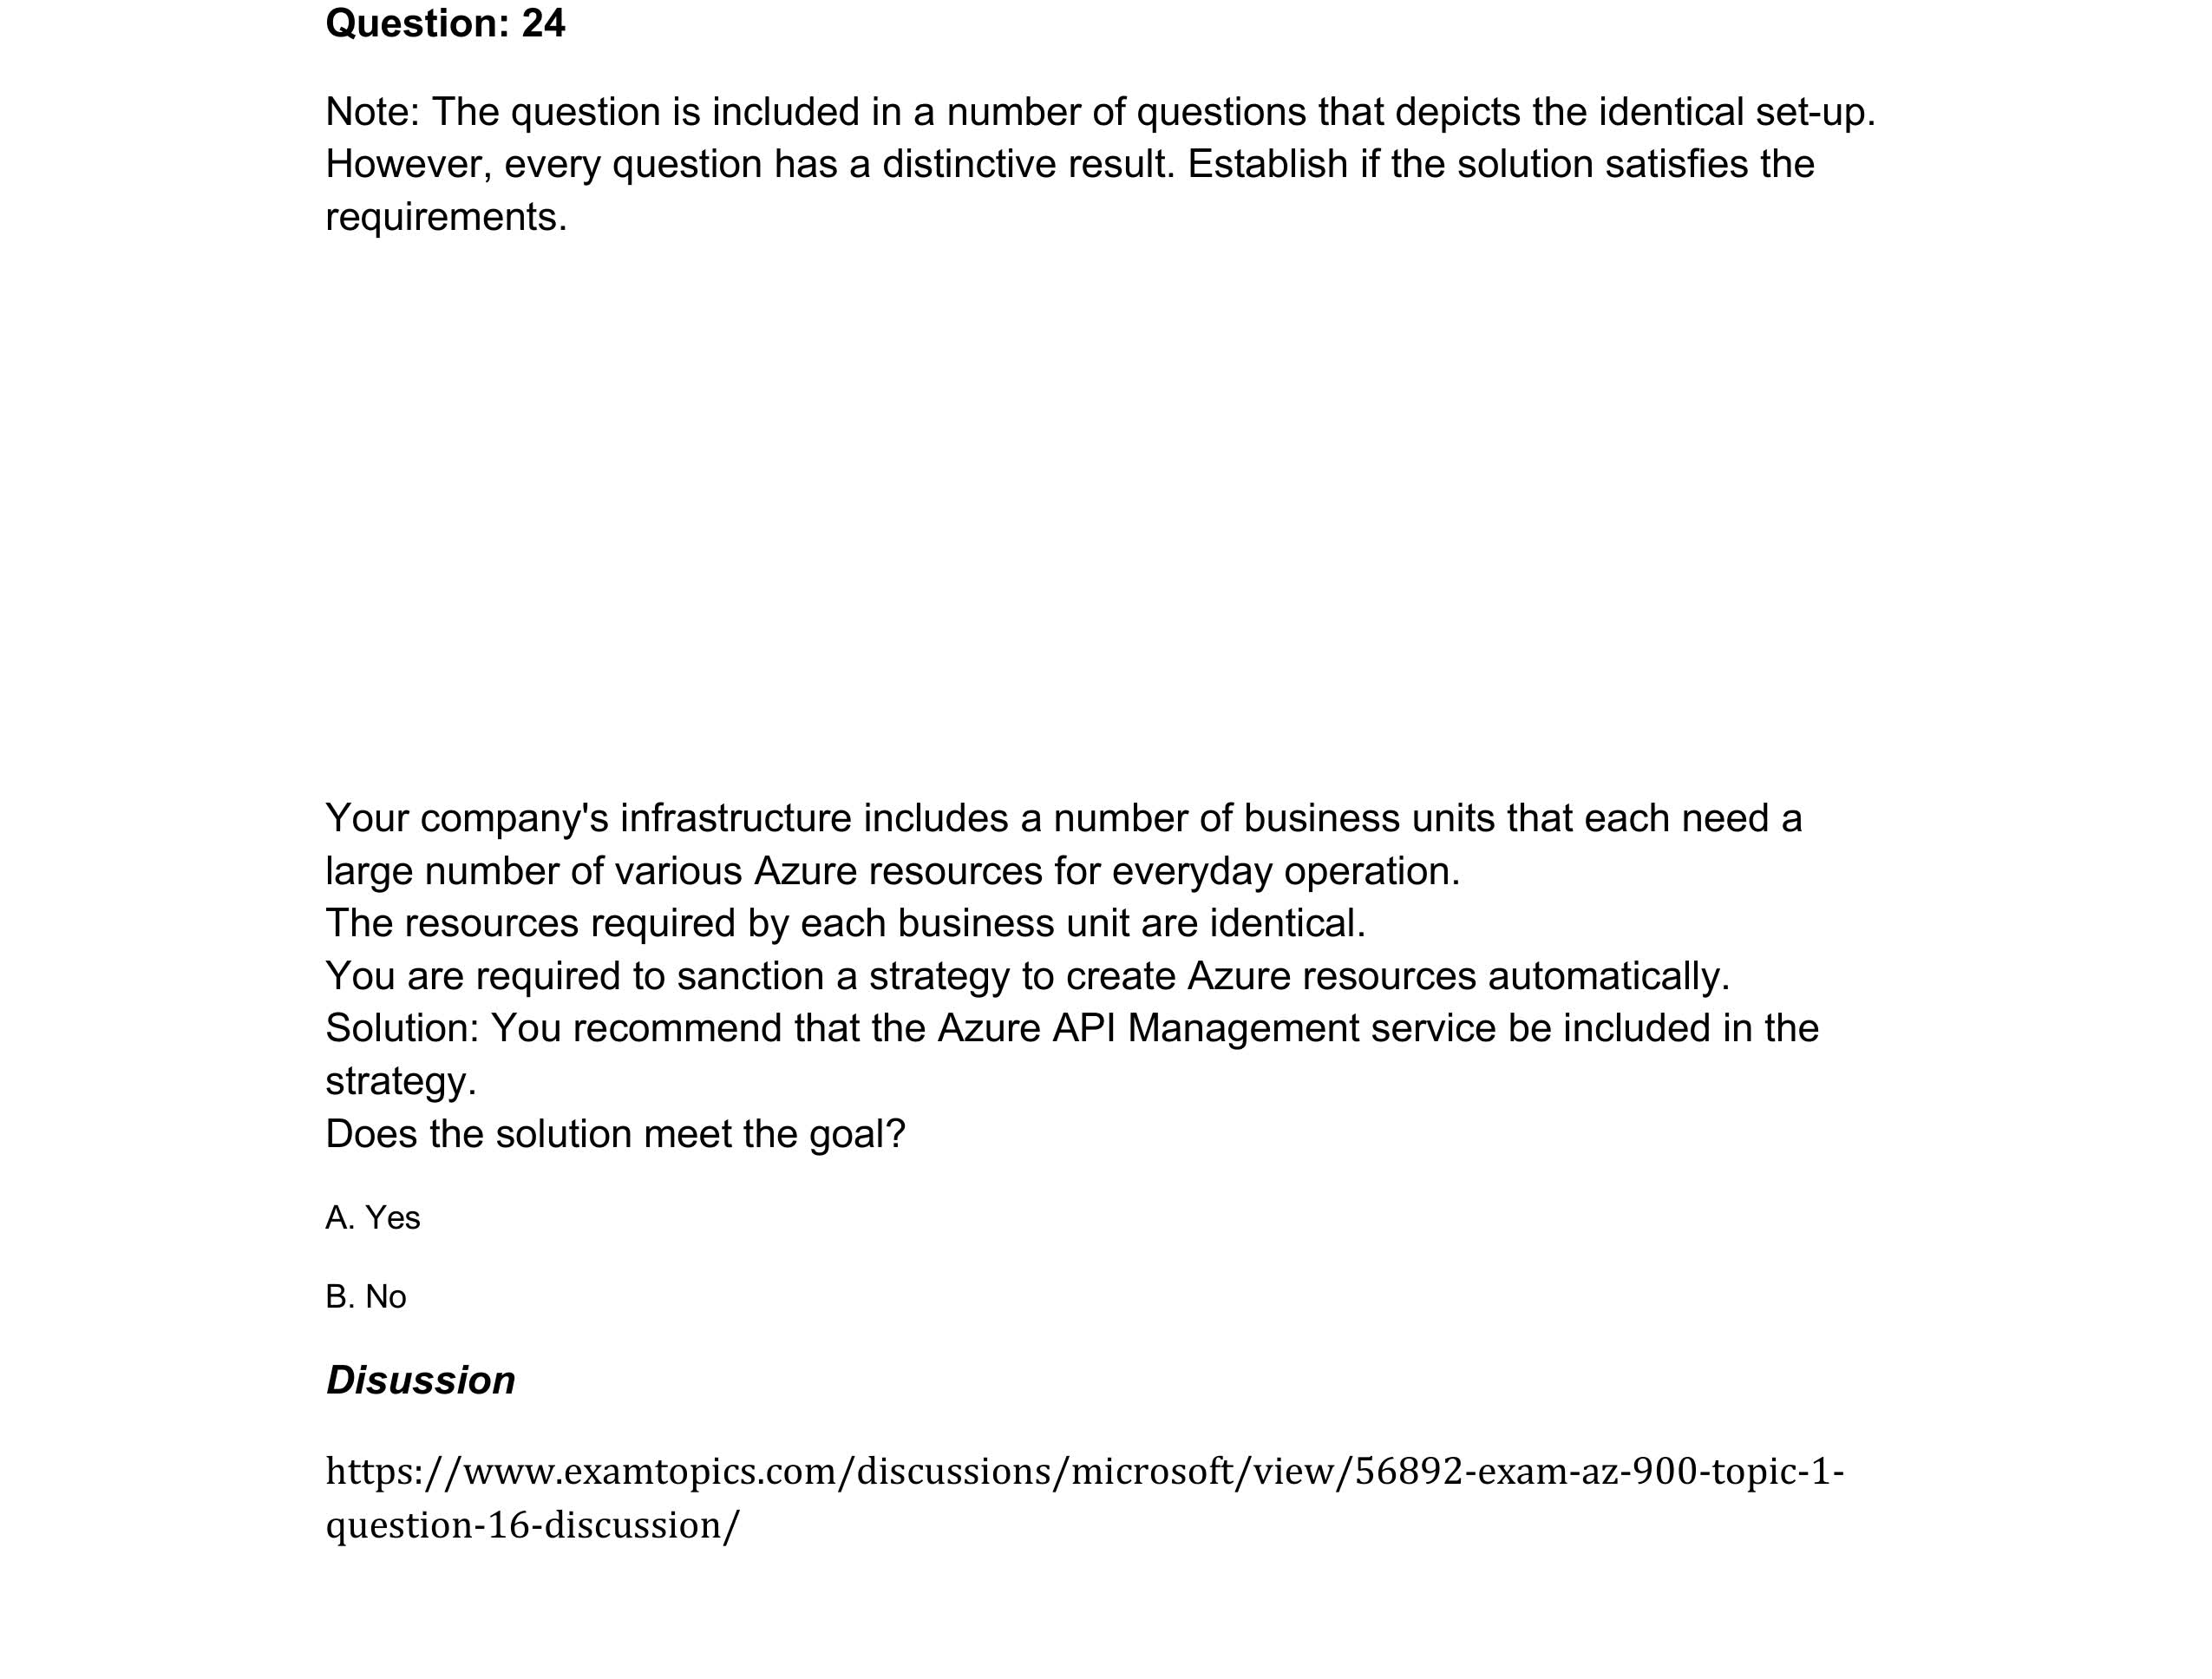 Question: 24
Note: The question is included in a number of questions that depicts the identical set-up.
However, every question has a distinctive result. Establish if the solution satisfies the
requirements.
Your company's infrastructure includes a number of business units that each need a
large number of various Azure resources for everyday operation.
The resources required by each business unit are identical.
You are required to sanction a strategy to create Azure resources automatically.
Solution: You recommend that the Azure API Management service be included in the
strategy.
Does the solution meet the goal?
A. Yes
B. No
Disussion
https://www.examtopics.com/discussions/microsoft/view/56892-exam-az-900-topic-1-
question-16-discussion/